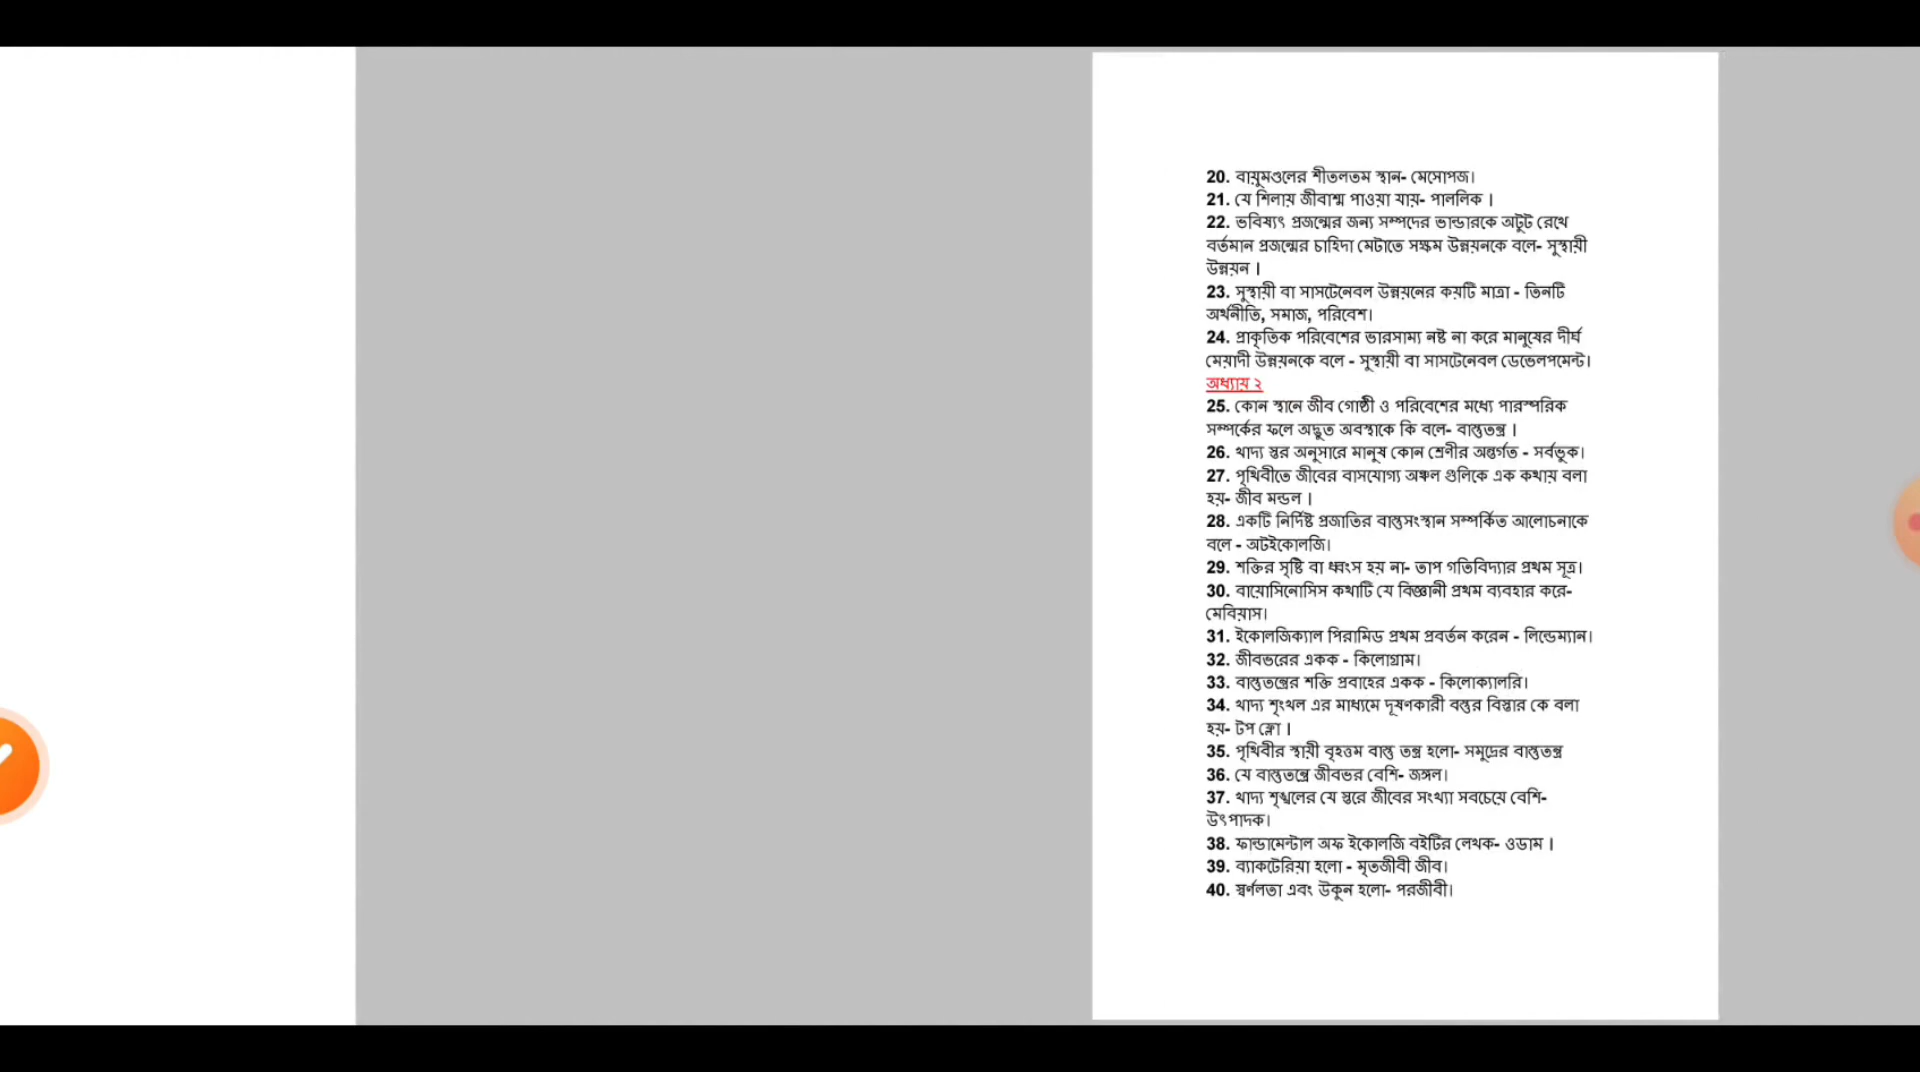 20. বায়ুমণ্ডলের শীতলতম স্থান- মেসোপজ।
21. যে শিলায় জীবাশ্ম পাওয়া যায়- পাললিক ।
22. ভবিষ্যৎ প্রজন্মের জন্য সম্পদের ভান্ডারকে অটুট রেখে
বর্তমান প্রজন্মের চাহিদা মেটাতে সক্ষম উন্নয়নকে বলে- সুস্থায়ী
উন্নয়ন ।
23. সুস্থায়ী বা সাসটেনেবল উন্নয়নের কয়টি মাত্রা - তিনটি
অর্থনীতি, সমাজ, পরিবেশ।
24. প্রাকৃতিক পরিবেশের ভারসাম্য নষ্ট না করে মানুষের দীর্ঘ
মেয়াদী উন্নয়নকে বলে - সুস্থায়ী বা সাসটেনেবল ডেভেলপমেন্ট।
অধ্যায় ২
25. কোন স্থানে জীব গোষ্ঠী ও পরিবেশের মধ্যে পারস্পরিক
সম্পর্কের ফলে অদ্ভুত অবস্থাকে কি বলে- বাস্তুতন্ত্র ।
26. খাদ্য স্তর অনুসারে মানুষ কোন শ্রেণীর অন্তর্গত - সর্বভুক।
27. পৃথিবীতে জীবের বাসযোগ্য অঞ্চল গুলিকে এক কথায় বলা
হয়- জীব মন্ডল ।
28. একটি নির্দিষ্ট প্রজাতির বাস্তুসংস্থান সম্পর্কিত আলোচনাকে
বলে - অটইকোলজি।
29. শক্তির সৃষ্টি বা ধ্বংস হয় না- তাপ গতিবিদ্যার প্রথম সূত্র।
30. বায়োসিনোসিস কথাটি যে বিজ্ঞানী প্রথম ব্যবহার করে-
মেবিয়াস।
31. ইকোলজিক্যাল পিরামিড প্রথম প্রবর্তন করেন - লিন্ডেম্যান।
32. জীবভরের একক - কিলোগ্রাম।
33. বাস্তুতন্ত্রের শক্তি প্রবাহের একক - কিলোক্যালরি।
34. খাদ্য শৃংখল এর মাধ্যমে দূষণকারী বস্তুর বিস্তার কে বলা
হয়- টপ ফ্লো ।
35. পৃথিবীর স্থায়ী বৃহত্তম বাস্তু তন্ত্র হলো- সমুদ্রের বাস্তুতন্ত্র
36. যে বাস্তুতন্ত্রে জীবভর বেশি- জঙ্গল।
37. খাদ্য শৃঙ্খলের যে স্তরে জীবের সংখ্যা সবচেয়ে বেশি-
উৎপাদক।
38. ফান্ডামেন্টাল অফ ইকোলজি বইটির লেখক- ওডাম ।
39. ব্যাকটেরিয়া হলো - মৃতজীবী জীব।
40. স্বর্ণলতা এবং উকুন হলো- পরজীবী।